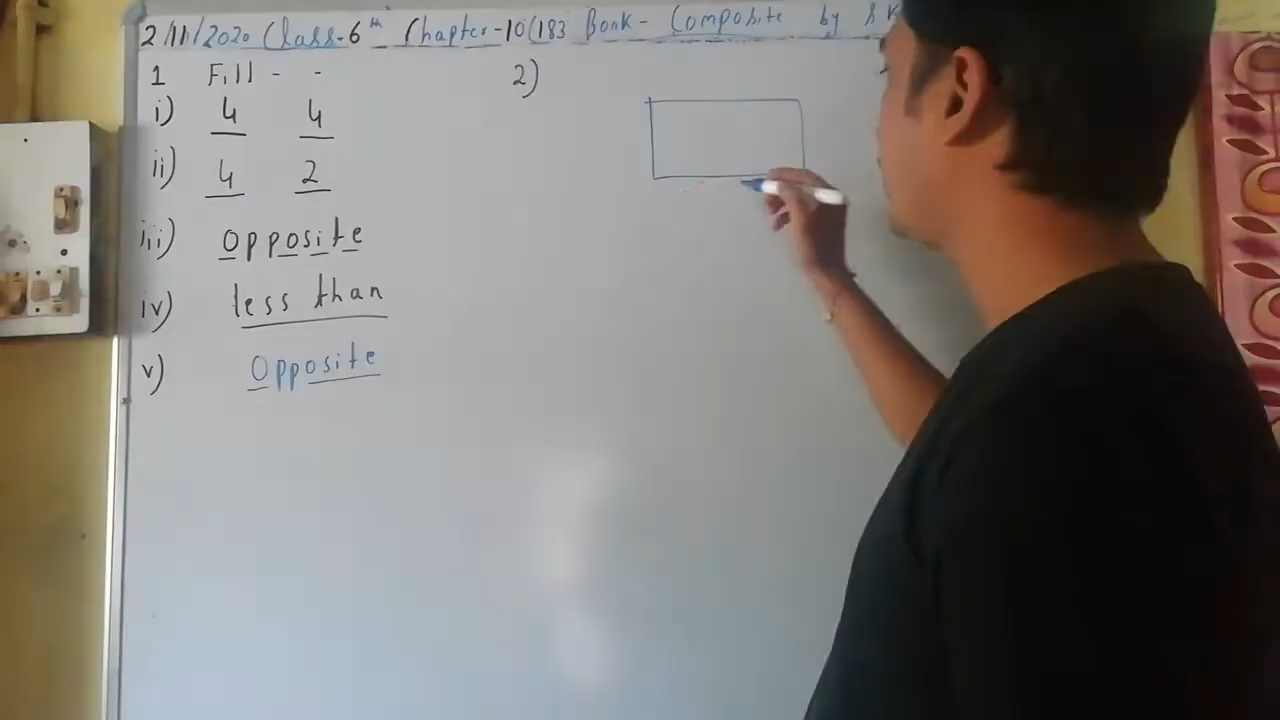 2/11/2020 Class-6th Chapter-10(183 Book- Composite by S K
1 Fill - -
i) 4 4
ii) 4 2
iii) opposite
iv) less than
v) Opposite
2)